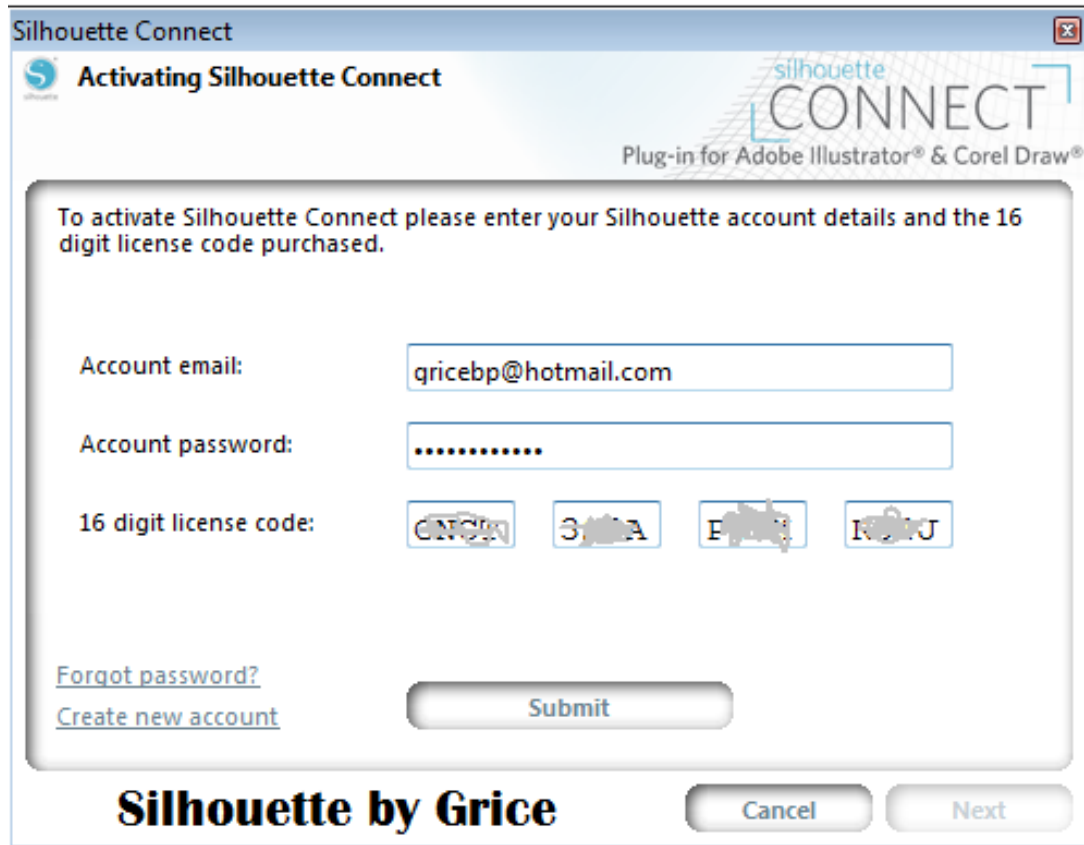 Silhouette Connect
Activating Silhouette Connect
silhouette
silhouette
CONNECT
Plug-in for Adobe Illustrator® & Corel Draw®
To activate Silhouette Connect please enter your Silhouette account details and the 16
digit license code purchased.
Account email: gricebp@hotmail.com
Account password: ••••••••••••
16 digit license code:
Forgot password?
Create new account
Submit
Silhouette by Grice
Cancel
Next